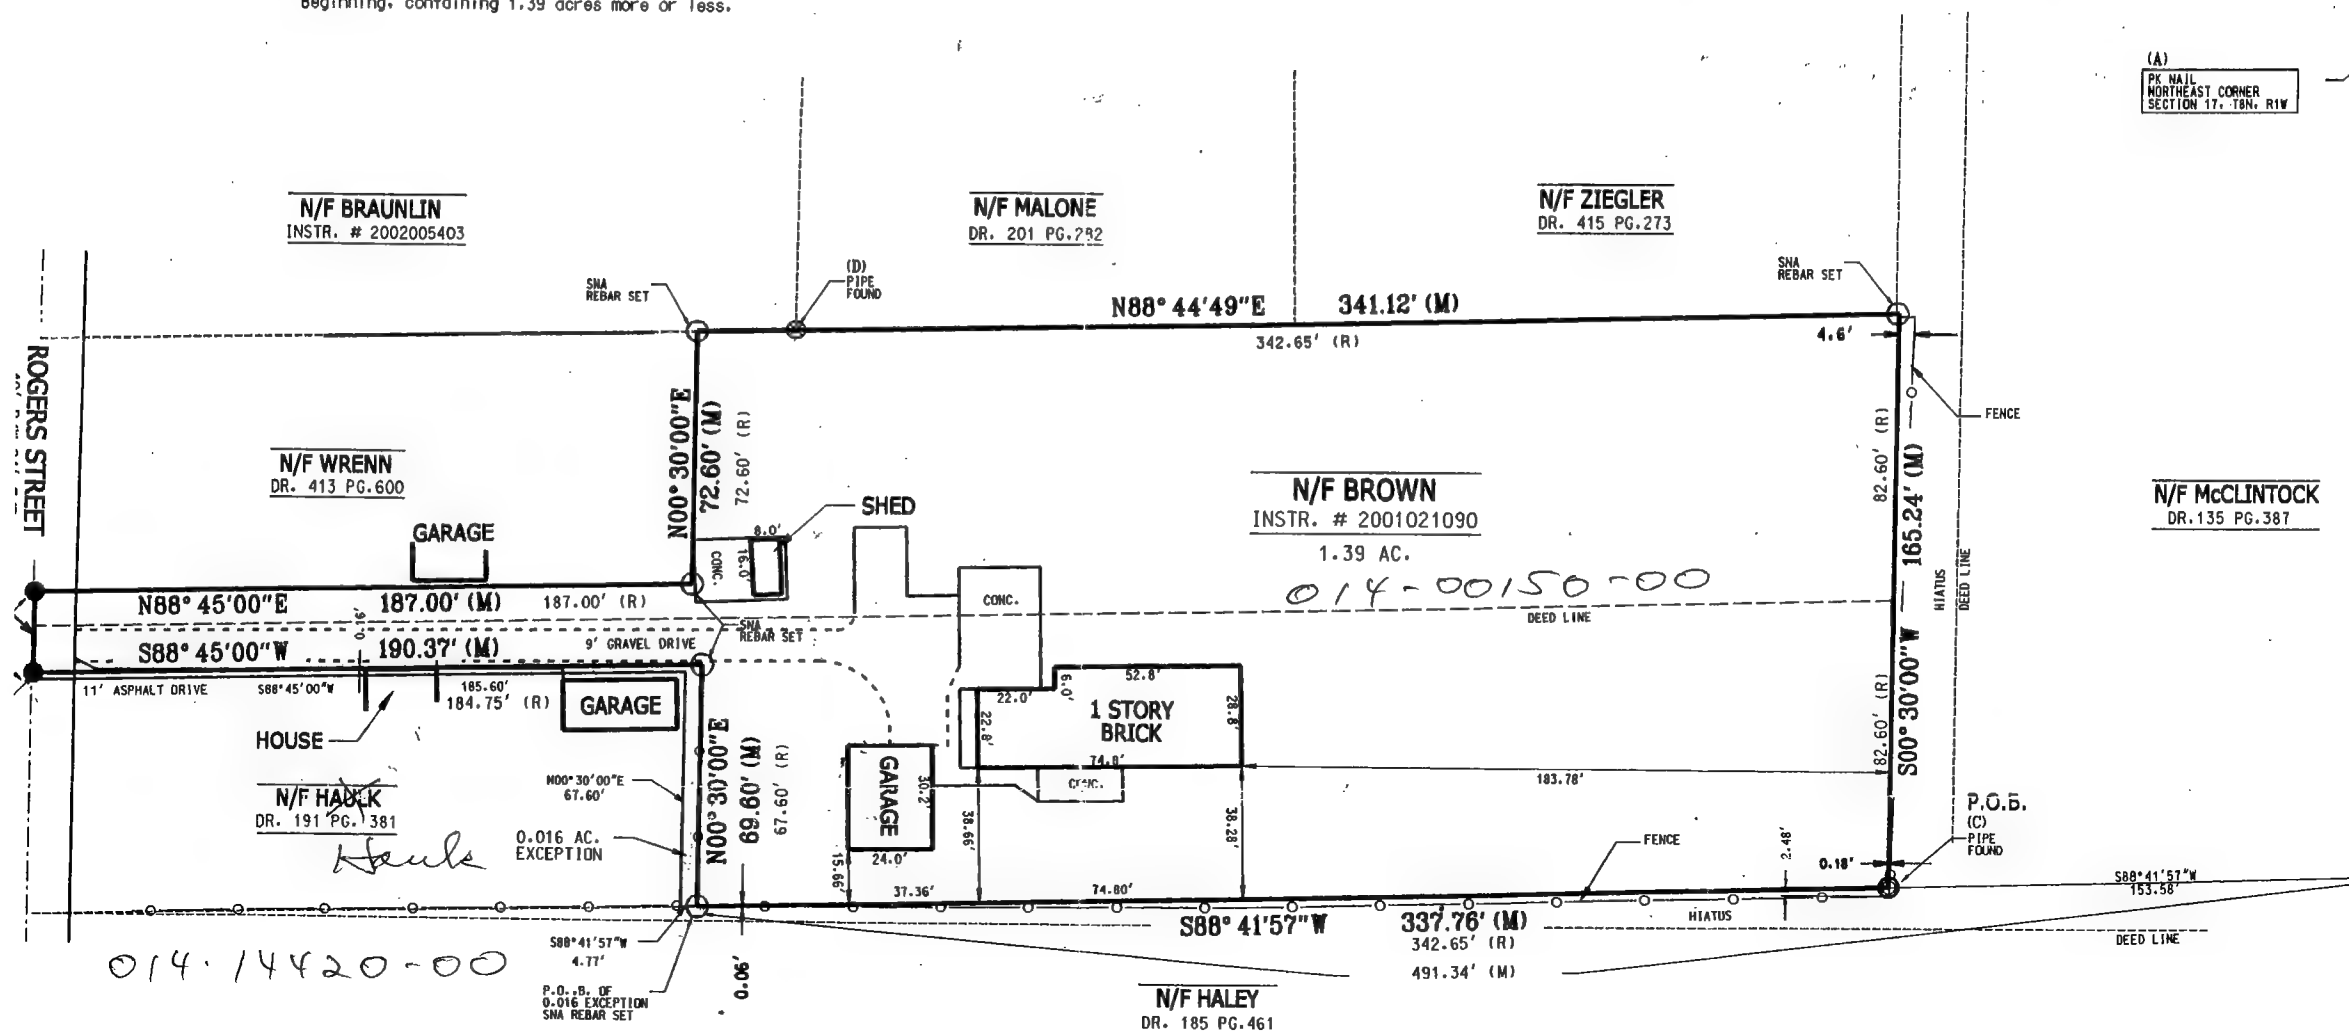 Beginning, containing 1.39 acres more or less.
(A)
PK NAIL
NORTHEAST CORNER
SECTION 17, T8N, R1W
N/F BRAUNLIN
INSTR. # 2002005403
N/F MALONE
DR. 201 PG.282
N/F ZIEGLER
DR. 415 PG.273
SNA
REBAR SET
(D)
PIPE
FOUND
N88°44'49"E 341.12' (M)
342.65' (R)
SNA
REBAR SET
4.6'
FENCE
ROGERS STREET
N/F WRENN
DR. 413 PG.600
GARAGE
N00°30'00"E
72.60' (M)
72.60' (R)
SHED
8.0'
16.0'
CONC.
N/F BROWN
INSTR. # 2001021090
1.39 AC.
014-00150-00
DEED LINE
82.60' (R)
165.24' (M)
S00°30'00"W
82.60' (R)
HIATUS
DEED LINE
N/F McCLINTOCK
DR.135 PG.387
N88°45'00"E 187.00' (M) 187.00' (R)
S88°45'00"W 190.37' (M)
9' GRAVEL DRIVE
SNA
REBAR SET
11' ASPHALT DRIVE
S88°45'00"W
185.60'
184.75' (R)
GARAGE
HOUSE
N/F HAULK
DR. 191 PG. 381
Hauk
N00°30'00"E
67.60'
0.016 AC.
EXCEPTION
N00°30'00"E
69.60' (M)
67.60' (R)
CONC.
22.0'
6.0'
52.8'
28.8'
22.8'
1 STORY
BRICK
74.8'
CONC.
GARAGE
30.2'
24.0'
15.66'
38.66'
38.28'
183.78'
37.36'
74.80'
FENCE
2.48'
0.18'
P.O.B.
(C)
PIPE
FOUND
S88°41'57"W
153.58'
S88°41'57"W 337.76' (M)
342.65' (R)
491.34' (M)
HIATUS
DEED LINE
014-14420-00
S88°41'57"W
4.77'
0.90'
P.O.B. OF
0.016 EXCEPTION
SNA REBAR SET
N/F HALEY
DR. 185 PG.461